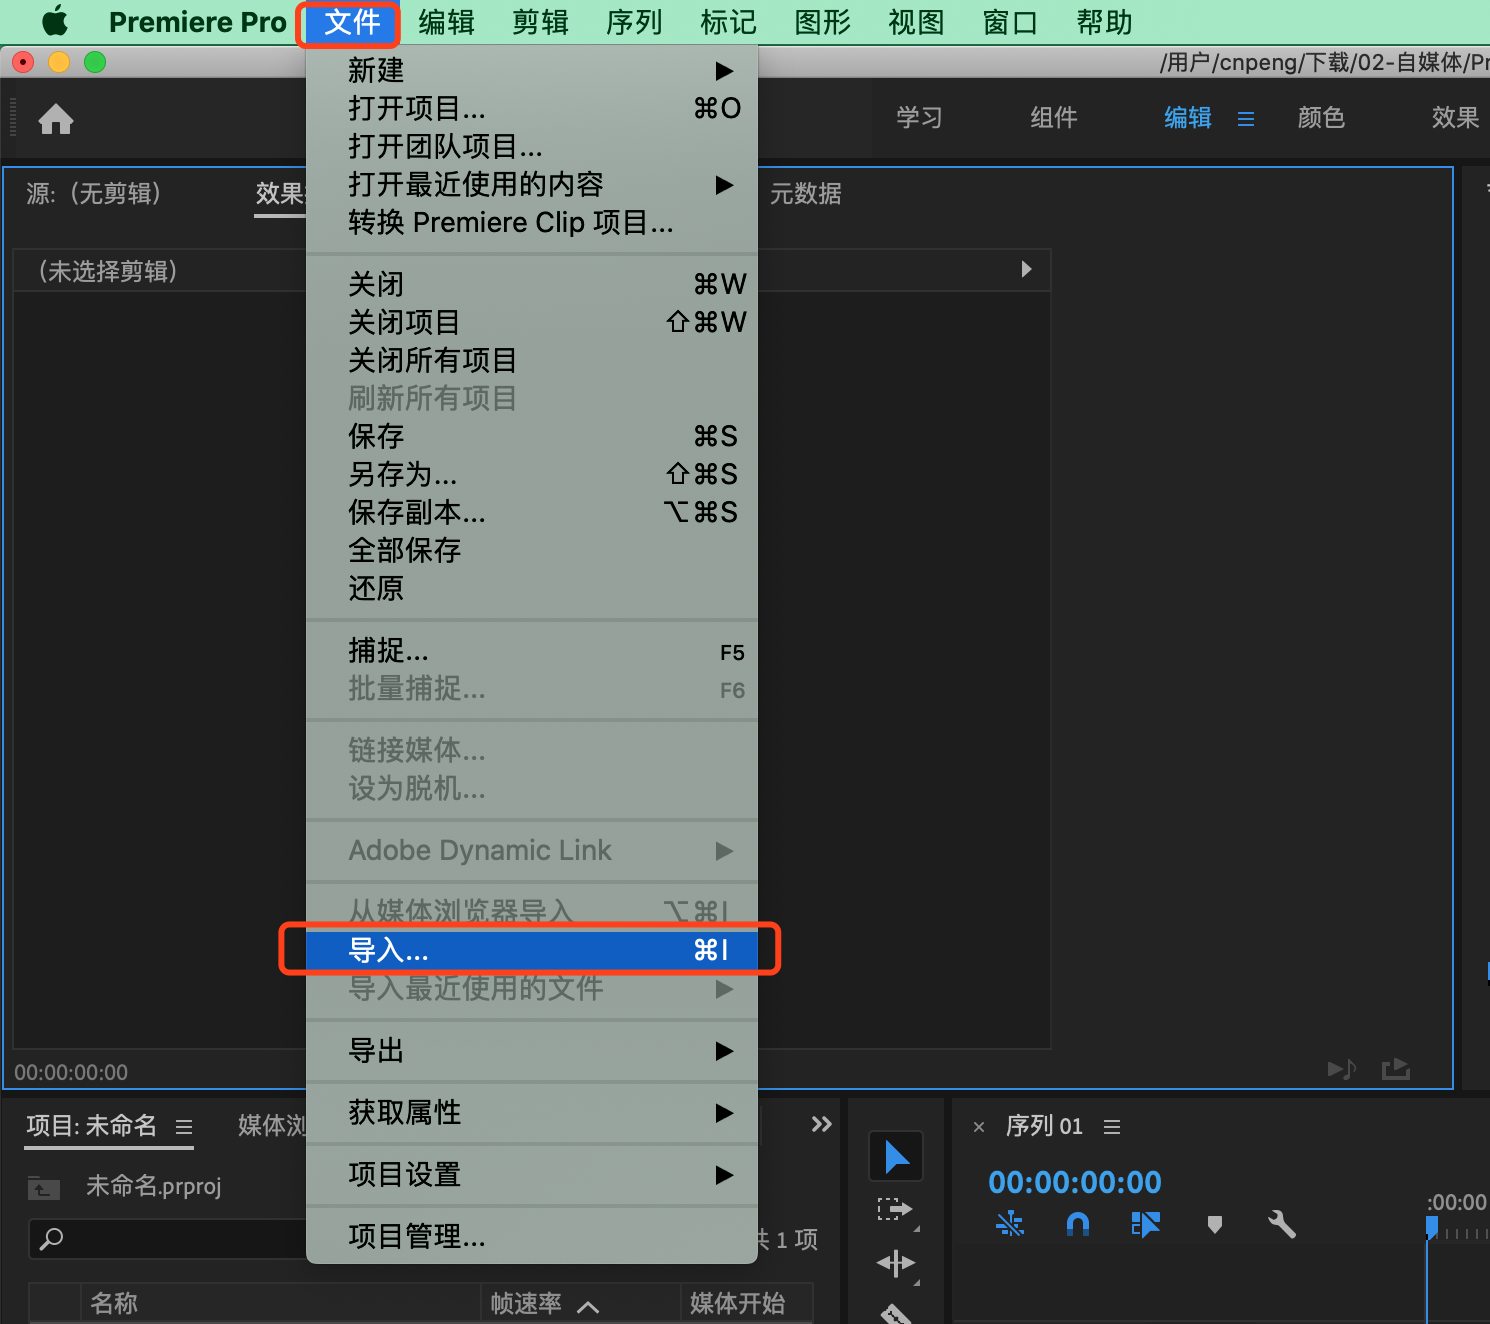 Premiere Pro 文件 编辑 剪辑 序列 标记 图形 视图 窗口 帮助
/用户/cnpeng/下载/02-自媒体/Pr
学习 组件 编辑 颜色 效果
源:（无剪辑） 效果 元数据
（未选择剪辑）
新建
打开项目... ⌘O
打开团队项目...
打开最近使用的内容
转换 Premiere Clip 项目...
关闭 ⌘W
关闭项目 ⇧⌘W
关闭所有项目
刷新所有项目
保存 ⌘S
另存为... ⇧⌘S
保存副本... ⌥⌘S
全部保存
还原
捕捉... F5
批量捕捉... F6
链接媒体...
设为脱机...
Adobe Dynamic Link
从媒体浏览器导入 ⌥⌘I
导入... ⌘I
导入最近使用的文件
导出
获取属性
项目设置
项目管理...
00:00:00:00
项目: 未命名 媒体浏
未命名.prproj
共 1 项
名称 帧速率 媒体开始
× 序列 01
00:00:00:00
:00:00